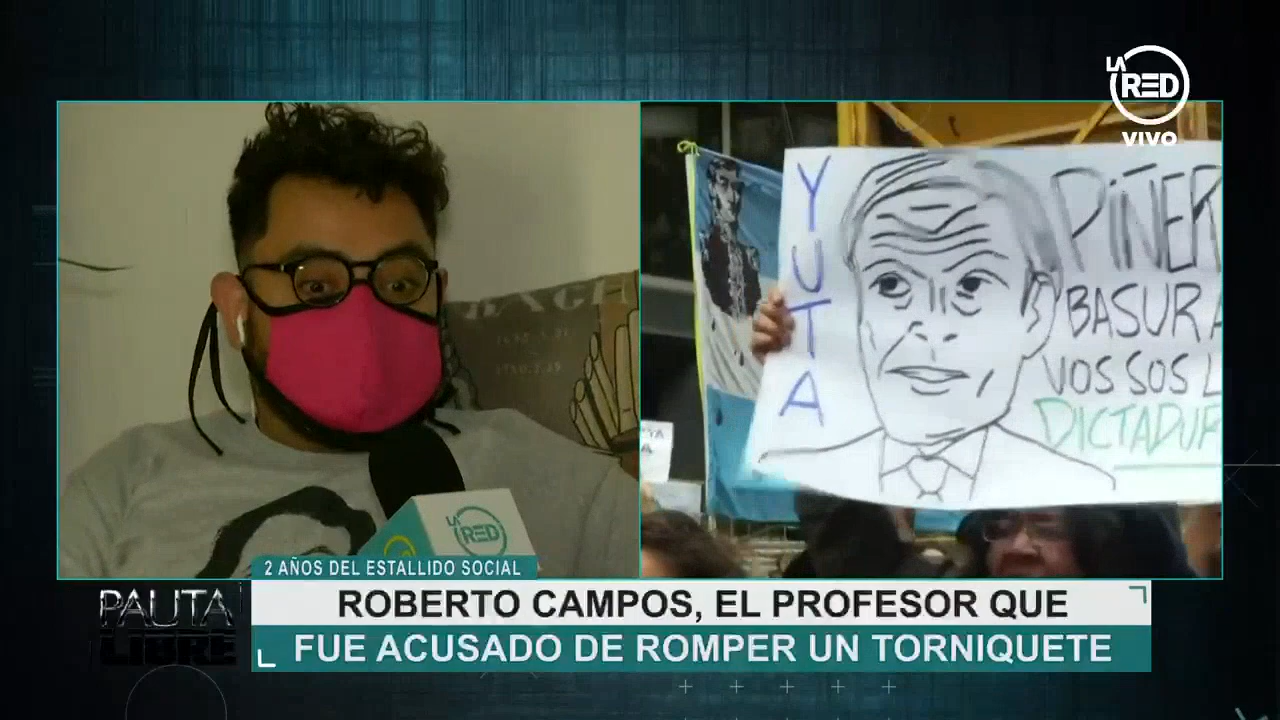 LA
RED
VIVO
YUTA
PIÑER
BASURA
VOS SOS L
DICTADUR
LA
RED
2 AÑOS DEL ESTALLIDO SOCIAL
PAUTA
LIBRE
ROBERTO CAMPOS, EL PROFESOR QUE
FUE ACUSADO DE ROMPER UN TORNIQUETE